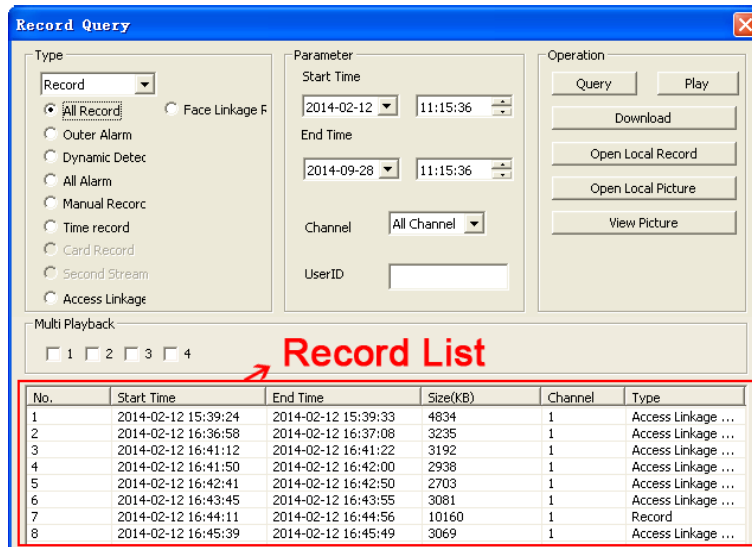 Record Query
Type
Parameter
Operation
Record
Start Time
Query Play
All Record Face Linkage R
2014-02-12 11:15:36
Download
Outer Alarm
End Time
Dynamic Detec
Open Local Record
2014-09-28 11:15:36
All Alarm
Open Local Picture
Manual Recorc
Time record
Channel All Channel
View Picture
Card Record
Second Stream
UserID
Access Linkage
Multi Playback
1 2 3 4
Record List
No. Start Time End Time Size(KB) Channel Type
1 2014-02-12 15:39:24 2014-02-12 15:39:33 4834 1 Access Linkage ...
2 2014-02-12 16:36:58 2014-02-12 16:37:08 3235 1 Access Linkage ...
3 2014-02-12 16:41:12 2014-02-12 16:41:22 3192 1 Access Linkage ...
4 2014-02-12 16:41:50 2014-02-12 16:42:00 2938 1 Access Linkage ...
5 2014-02-12 16:42:41 2014-02-12 16:42:50 2703 1 Access Linkage ...
6 2014-02-12 16:43:45 2014-02-12 16:43:55 3081 1 Access Linkage ...
7 2014-02-12 16:44:11 2014-02-12 16:44:56 10160 1 Record
8 2014-02-12 16:45:39 2014-02-12 16:45:49 3069 1 Access Linkage ...